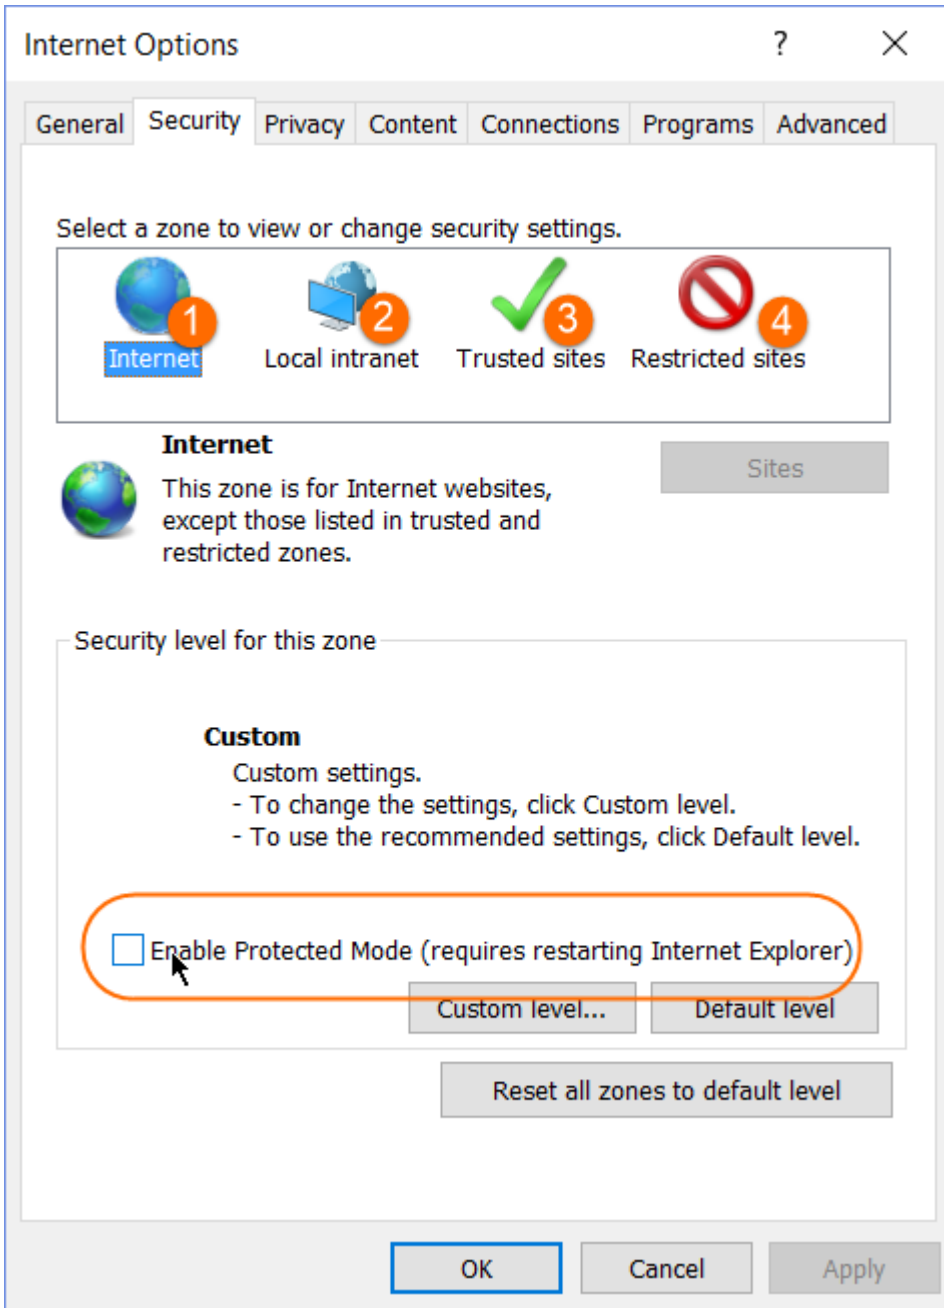 Internet Options
?
General Security Privacy Content Connections Programs Advanced
Select a zone to view or change security settings.
1 2 3 4
Internet Local intranet Trusted sites Restricted sites
Internet
Sites
This zone is for Internet websites,
except those listed in trusted and
restricted zones.
Security level for this zone
Custom
Custom settings.
- To change the settings, click Custom level.
- To use the recommended settings, click Default level.
Enable Protected Mode (requires restarting Internet Explorer)
Custom level... Default level
Reset all zones to default level
OK Cancel Apply